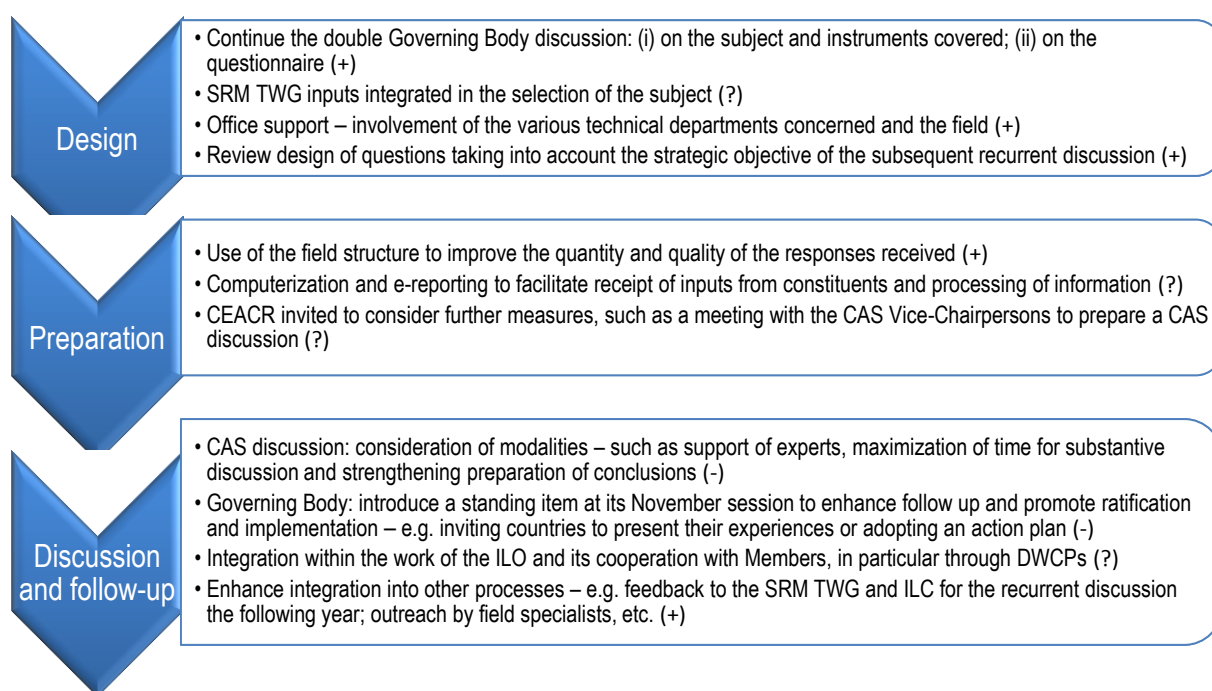 Design
• Continue the double Governing Body discussion: (i) on the subject and instruments covered; (ii) on the
questionnaire (+)
• SRM TWG inputs integrated in the selection of the subject (?)
• Office support – involvement of the various technical departments concerned and the field (+)
• Review design of questions taking into account the strategic objective of the subsequent recurrent discussion (+)
Preparation
• Use of the field structure to improve the quantity and quality of the responses received (+)
• Computerization and e-reporting to facilitate receipt of inputs from constituents and processing of information (?)
• CEACR invited to consider further measures, such as a meeting with the CAS Vice-Chairpersons to prepare a CAS
discussion (?)
Discussion
and follow-up
• CAS discussion: consideration of modalities – such as support of experts, maximization of time for substantive
discussion and strengthening preparation of conclusions (-)
• Governing Body: introduce a standing item at its November session to enhance follow up and promote ratification
and implementation – e.g. inviting countries to present their experiences or adopting an action plan (-)
• Integration within the work of the ILO and its cooperation with Members, in particular through DWCPs (?)
• Enhance integration into other processes – e.g. feedback to the SRM TWG and ILC for the recurrent discussion
the following year; outreach by field specialists, etc. (+)